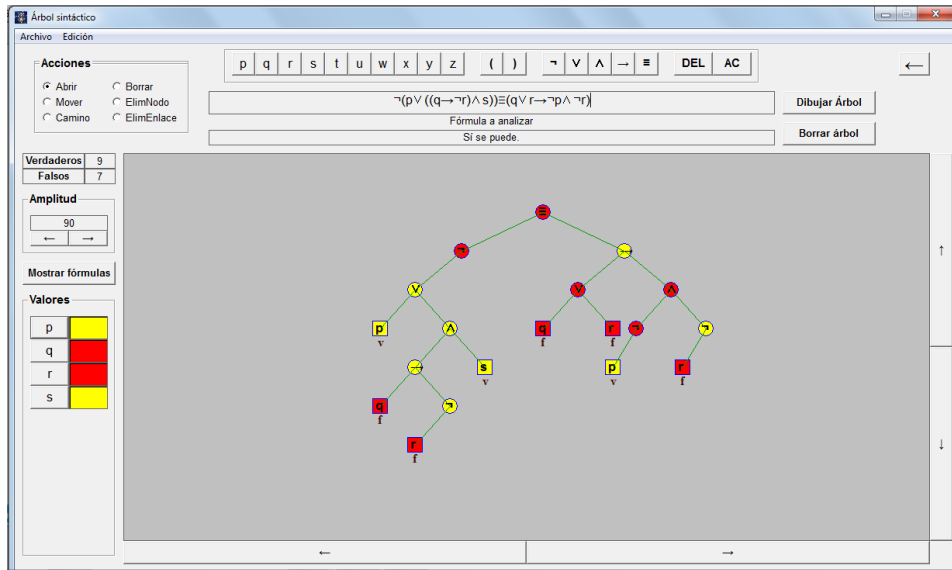 Árbol sintáctico
Archivo Edición
Acciones
Abrir Borrar
Mover ElimNodo
Camino ElimEnlace
p q r s t u w x y z ( ) ¬ ∨ ∧ → ≡ DEL AC ←
¬(p∨((q→¬r)∧s))≡(q∨r→¬p∧¬r)
Dibujar Árbol
Fórmula a analizar
Sí se puede.
Borrar árbol
Verdaderos 9
Falsos 7
Amplitud
90
← →
Mostrar fórmulas
Valores
p
q
r
s
≡
¬ →
∨ ∨ ∧
p ∧ q r ¬ ¬
v f f
→ s p r
v v f
q ¬
f
r
f
↑
↓
← →